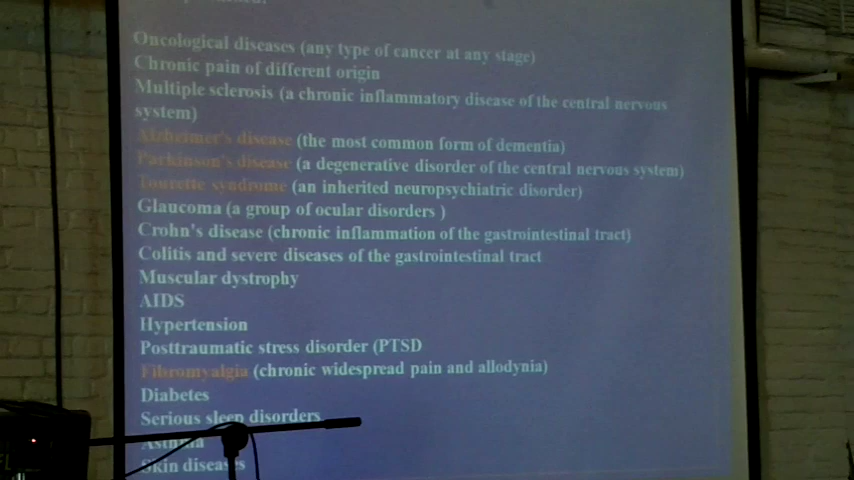 Oncological diseases (any type of cancer at any stage)
Chronic pain of different origin
Multiple sclerosis (a chronic inflammatory disease of the central nervous
system)
Alzheimer's disease (the most common form of dementia)
Parkinson's disease (a degenerative disorder of the central nervous system)
Tourette syndrome (an inherited neuropsychiatric disorder)
Glaucoma (a group of ocular disorders )
Crohn's disease (chronic inflammation of the gastrointestinal tract)
Colitis and severe diseases of the gastrointestinal tract
Muscular dystrophy
AIDS
Hypertension
Posttraumatic stress disorder (PTSD
Fibromyalgia (chronic widespread pain and allodynia)
Diabetes
Serious sleep disorders
Asthma
Skin diseases